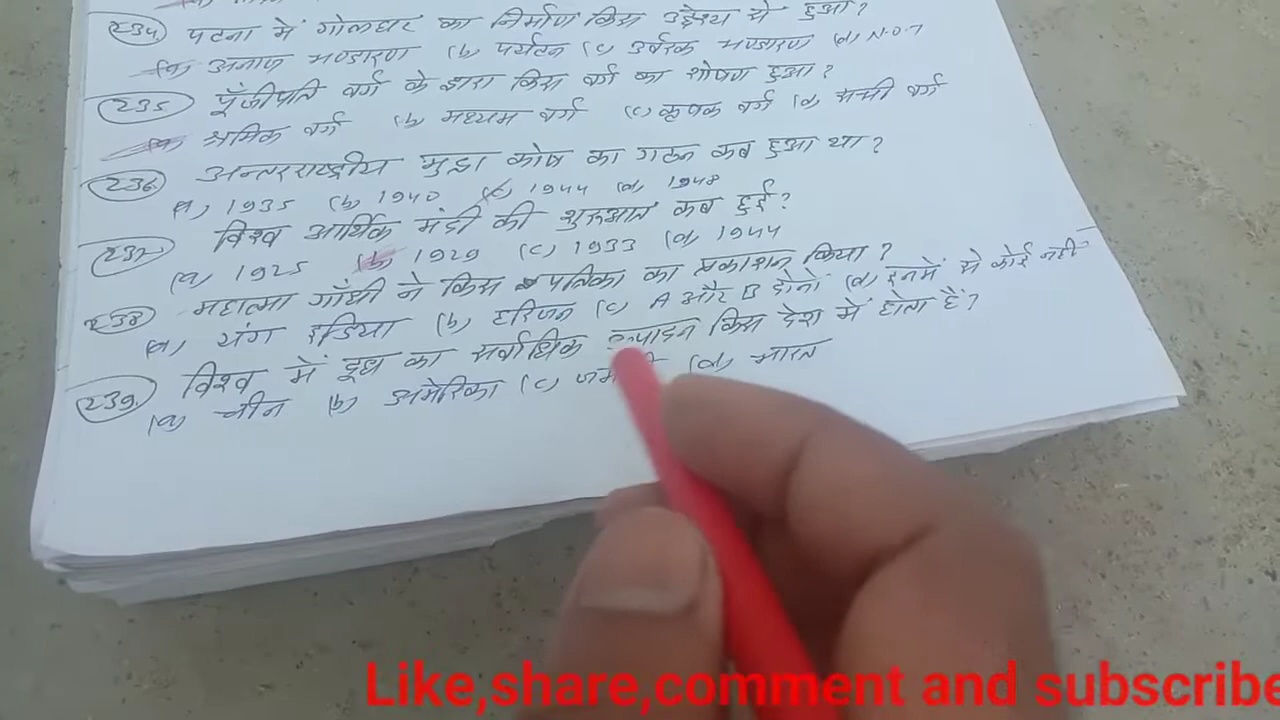 234 पटना में गोलघर का निर्माण किस उद्देश्य से हुआ?
(a) अनाज भण्डारण (b) पर्यटन (c) उर्वरक भण्डारण (d) N.O.T
235 पूँजीपति वर्ग के द्वारा किस वर्ग का शोषण हुआ?
(a) श्रमिक वर्ग (b) मध्यम वर्ग (c) कृषक वर्ग (d) सभी वर्ग
236 अन्तरराष्ट्रीय मुद्रा कोष का गठन कब हुआ था?
(a) 1935 (b) 1940 (c) 1944 (d) 1948
237 विश्व आर्थिक मंदी की शुरुआत कब हुई?
(a) 1925 (b) 1929 (c) 1933 (d) 1944
238 महात्मा गाँधी ने किस पत्रिका का प्रकाशन किया?
(a) यंग इंडिया (b) हरिजन (c) A और B दोनों (d) इनमें से कोई नहीं
239 विश्व में दूध का सर्वाधिक उत्पादन किस देश में होता है?
(a) चीन (b) अमेरिका (c) (d) भारत
Like,share,comment and subscribe